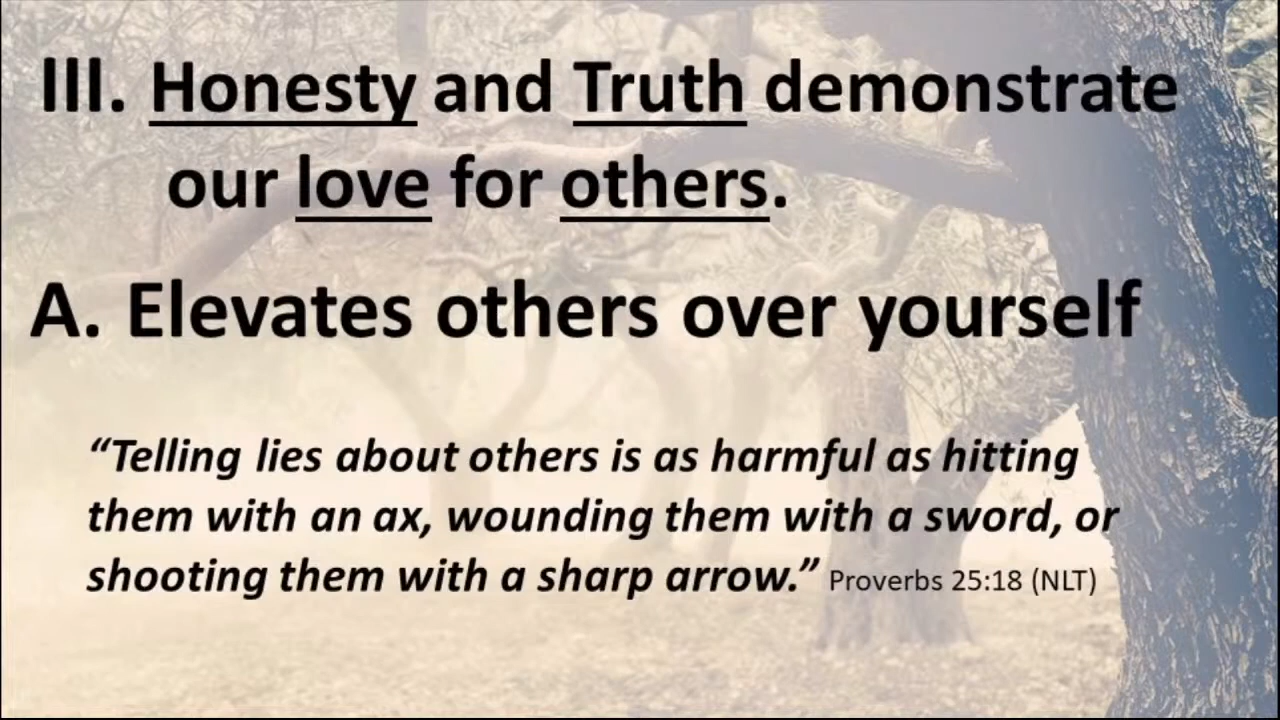 III. Honesty and Truth demonstrate
our love for others.
A. Elevates others over yourself
“Telling lies about others is as harmful as hitting
them with an ax, wounding them with a sword, or
shooting them with a sharp arrow.” Proverbs 25:18 (NLT)